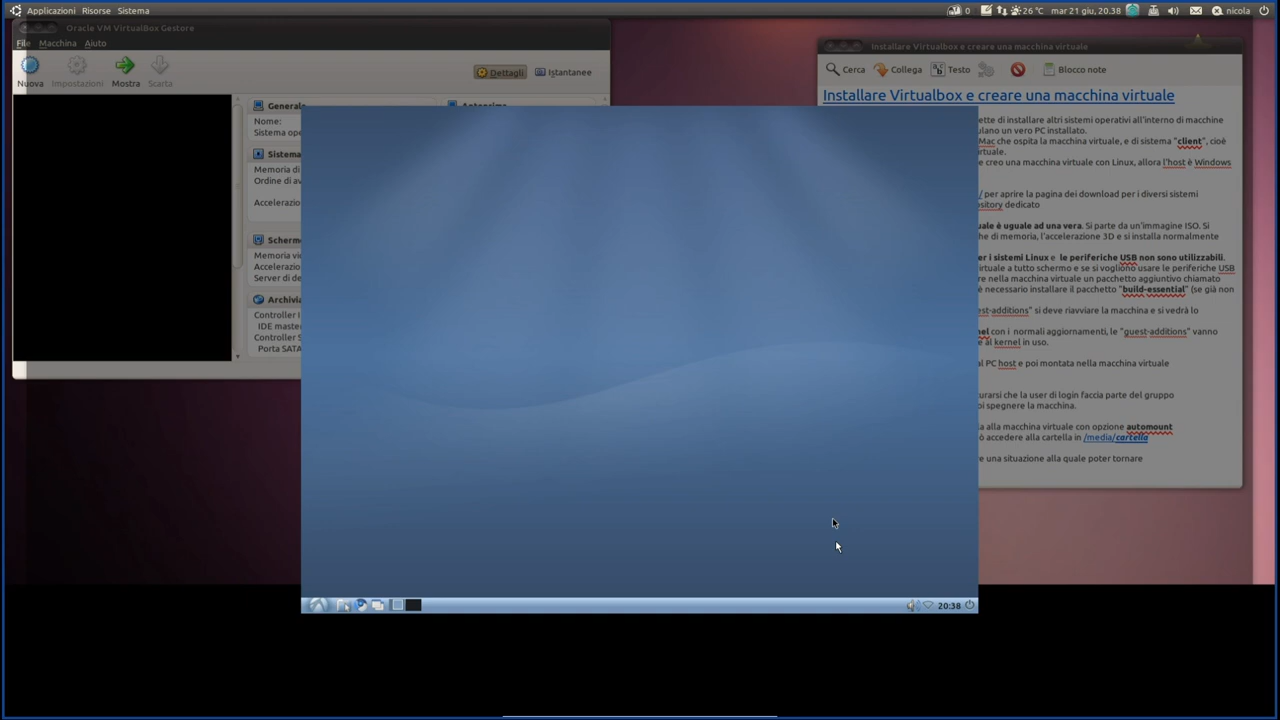 Applicazioni Risorse Sistema
0
26 °C
mar 21 giu, 20.38
nicola
Oracle VM VirtualBox Gestore
File Macchina Aiuto
Nuova Impostazioni Mostra Scarta
Dettagli Istantanee
Generale
Nome:
Sistema ope
Sistema
Memoria di
Ordine di av
Accelerazio
Scherm
Memoria vi
Accelerazio
Server di de
Archivia
Controller I
IDE maste
Controller S
Porta SATA
Anteprima
Installare Virtualbox e creare una macchina virtuale
Cerca Collega Testo Blocco note
Installare Virtualbox e creare una macchina virtuale
ette di installare altri sistemi operativi all'interno di macchine
ulano un vero PC installato.
Mac che ospita la macchina virtuale, e di sistema "client", cioè
rtuale.
e creo una macchina virtuale con Linux, allora l'host è Windows
/ per aprire la pagina dei download per i diversi sistemi
ository dedicato
uale è uguale ad una vera. Si parte da un'immagine ISO. Si
che di memoria, l'accelerazione 3D e si installa normalmente
er i sistemi Linux e le periferiche USB non sono utilizzabili.
virtuale a tutto schermo e se si vogliono usare le periferiche USB
are nella macchina virtuale un pacchetto aggiuntivo chiamato
è necessario installare il pacchetto "build-essential" (se già non
st-additions" si deve riavviare la macchina e si vedrà lo
nel con i normali aggiornamenti, le "guest-additions" vanno
e al kernel in uso.
al PC host e poi montata nella macchina virtuale
urarsi che la user di login faccia parte del gruppo
oi spegnere la macchina.
a alla macchina virtuale con opzione automount
ò accedere alla cartella in /media/cartella
e una situazione alla quale poter tornare
20:38